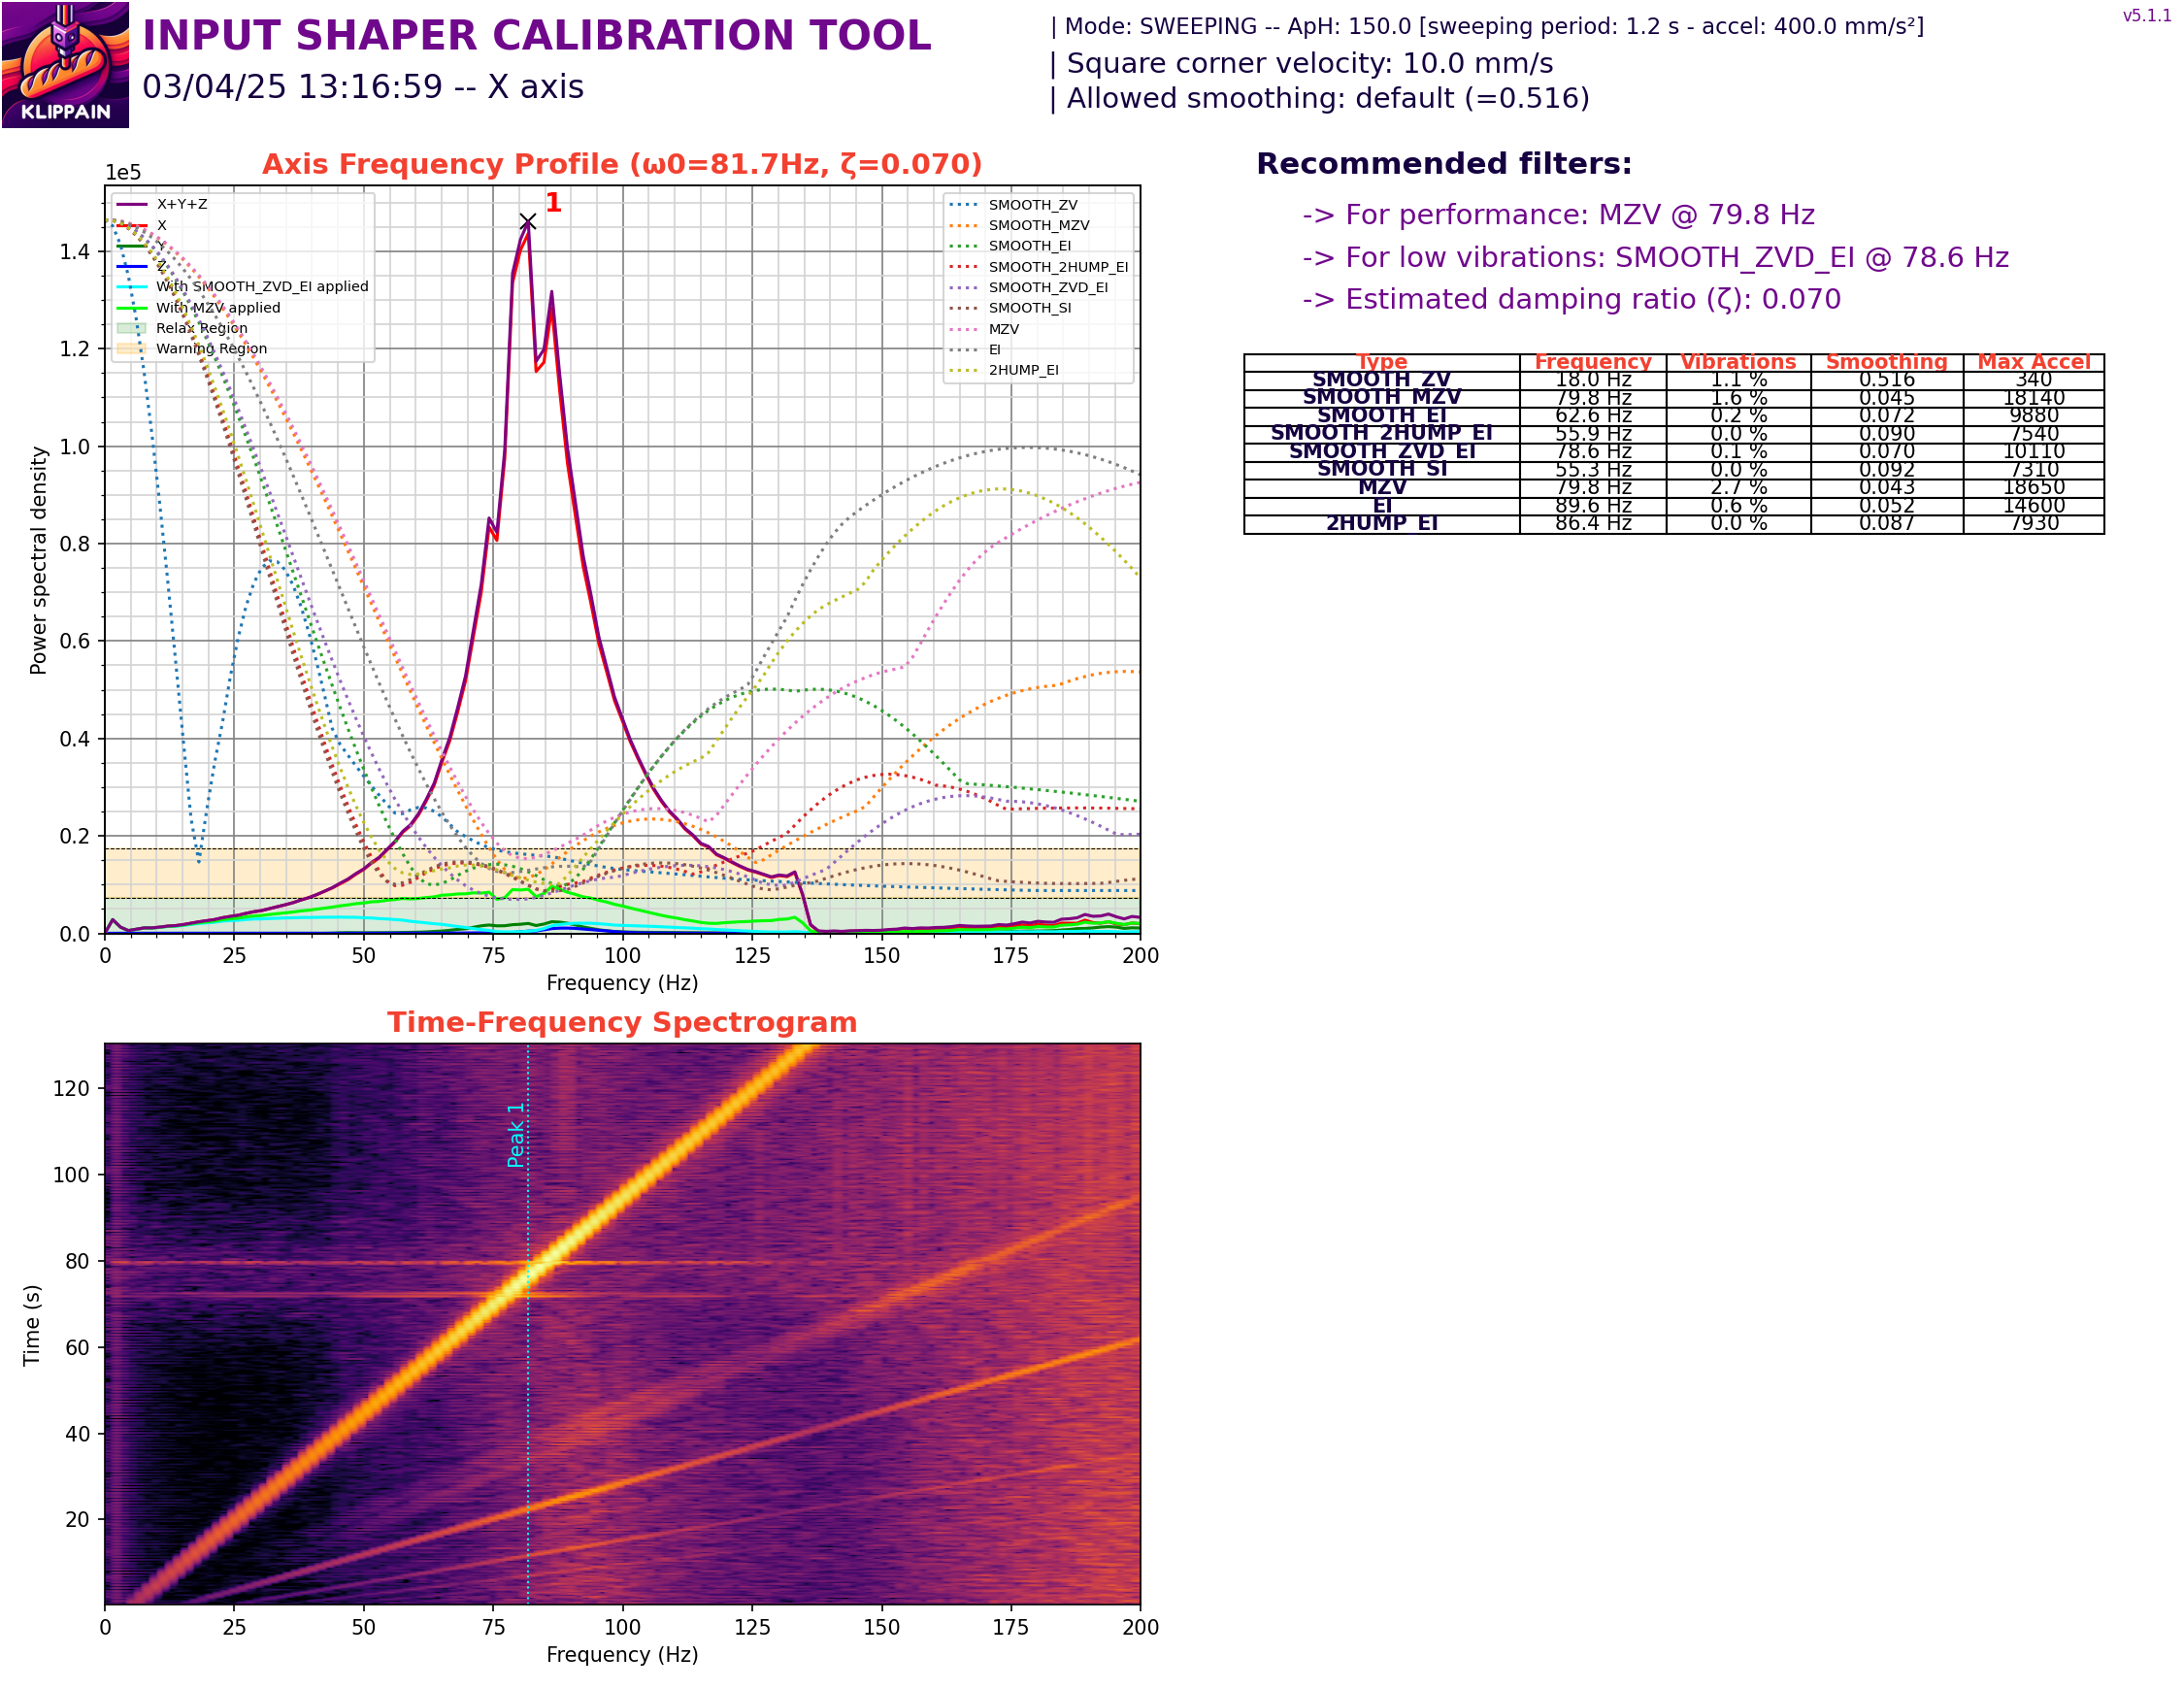 KLIPPAIN
INPUT SHAPER CALIBRATION TOOL
03/04/25 13:16:59 -- X axis
| Mode: SWEEPING -- ApH: 150.0 [sweeping period: 1.2 s - accel: 400.0 mm/s²]
| Square corner velocity: 10.0 mm/s
| Allowed smoothing: default (=0.516)
v5.1.1
Axis Frequency Profile (ω0=81.7Hz, ζ=0.070)
1e5
1
X+Y+Z
X
Y
Z
With SMOOTH_ZVD_EI applied
With MZV applied
Relax Region
Warning Region
SMOOTH_ZV
SMOOTH_MZV
SMOOTH_EI
SMOOTH_2HUMP_EI
SMOOTH_ZVD_EI
SMOOTH_SI
MZV
EI
2HUMP_EI
Power spectral density
1.4
1.2
1.0
0.8
0.6
0.4
0.2
0.0
0 25 50 75 100 125 150 175 200
Frequency (Hz)
Recommended filters:
-> For performance: MZV @ 79.8 Hz
-> For low vibrations: SMOOTH_ZVD_EI @ 78.6 Hz
-> Estimated damping ratio (ζ): 0.070
Type Frequency Vibrations Smoothing Max Accel
SMOOTH_ZV 18.0 Hz 1.1 % 0.516 340
SMOOTH_MZV 79.8 Hz 1.6 % 0.045 18140
SMOOTH_EI 62.6 Hz 0.2 % 0.072 9880
SMOOTH_2HUMP_EI 55.9 Hz 0.0 % 0.090 7540
SMOOTH_ZVD_EI 78.6 Hz 0.1 % 0.070 10110
SMOOTH_SI 55.3 Hz 0.0 % 0.092 7310
MZV 79.8 Hz 2.7 % 0.043 18650
EI 89.6 Hz 0.6 % 0.052 14600
2HUMP_EI 86.4 Hz 0.0 % 0.087 7930
Time-Frequency Spectrogram
Peak 1
Time (s)
120
100
80
60
40
20
0 25 50 75 100 125 150 175 200
Frequency (Hz)